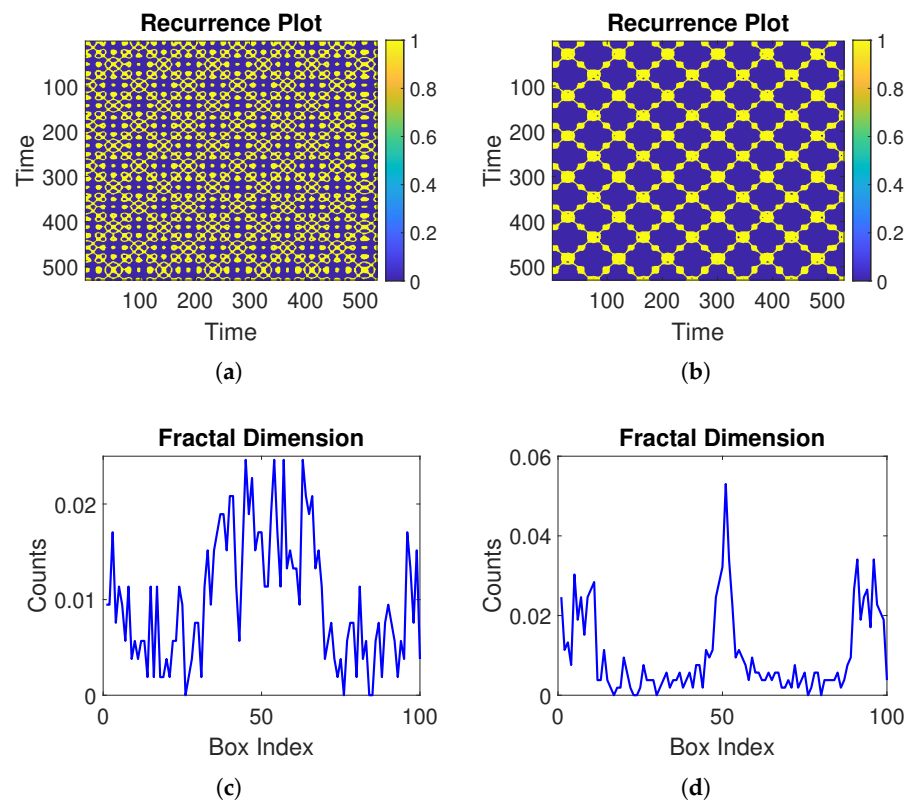 Recurrence Plot
Time
100
200
300
400
500
100 200 300 400 500
Time
1
0.8
0.6
0.4
0.2
0
(a)
Recurrence Plot
Time
100
200
300
400
500
100 200 300 400 500
Time
1
0.8
0.6
0.4
0.2
0
(b)
Fractal Dimension
Counts
0.02
0.01
0
0 50 100
Box Index
(c)
Fractal Dimension
Counts
0.06
0.04
0.02
0
0 50 100
Box Index
(d)